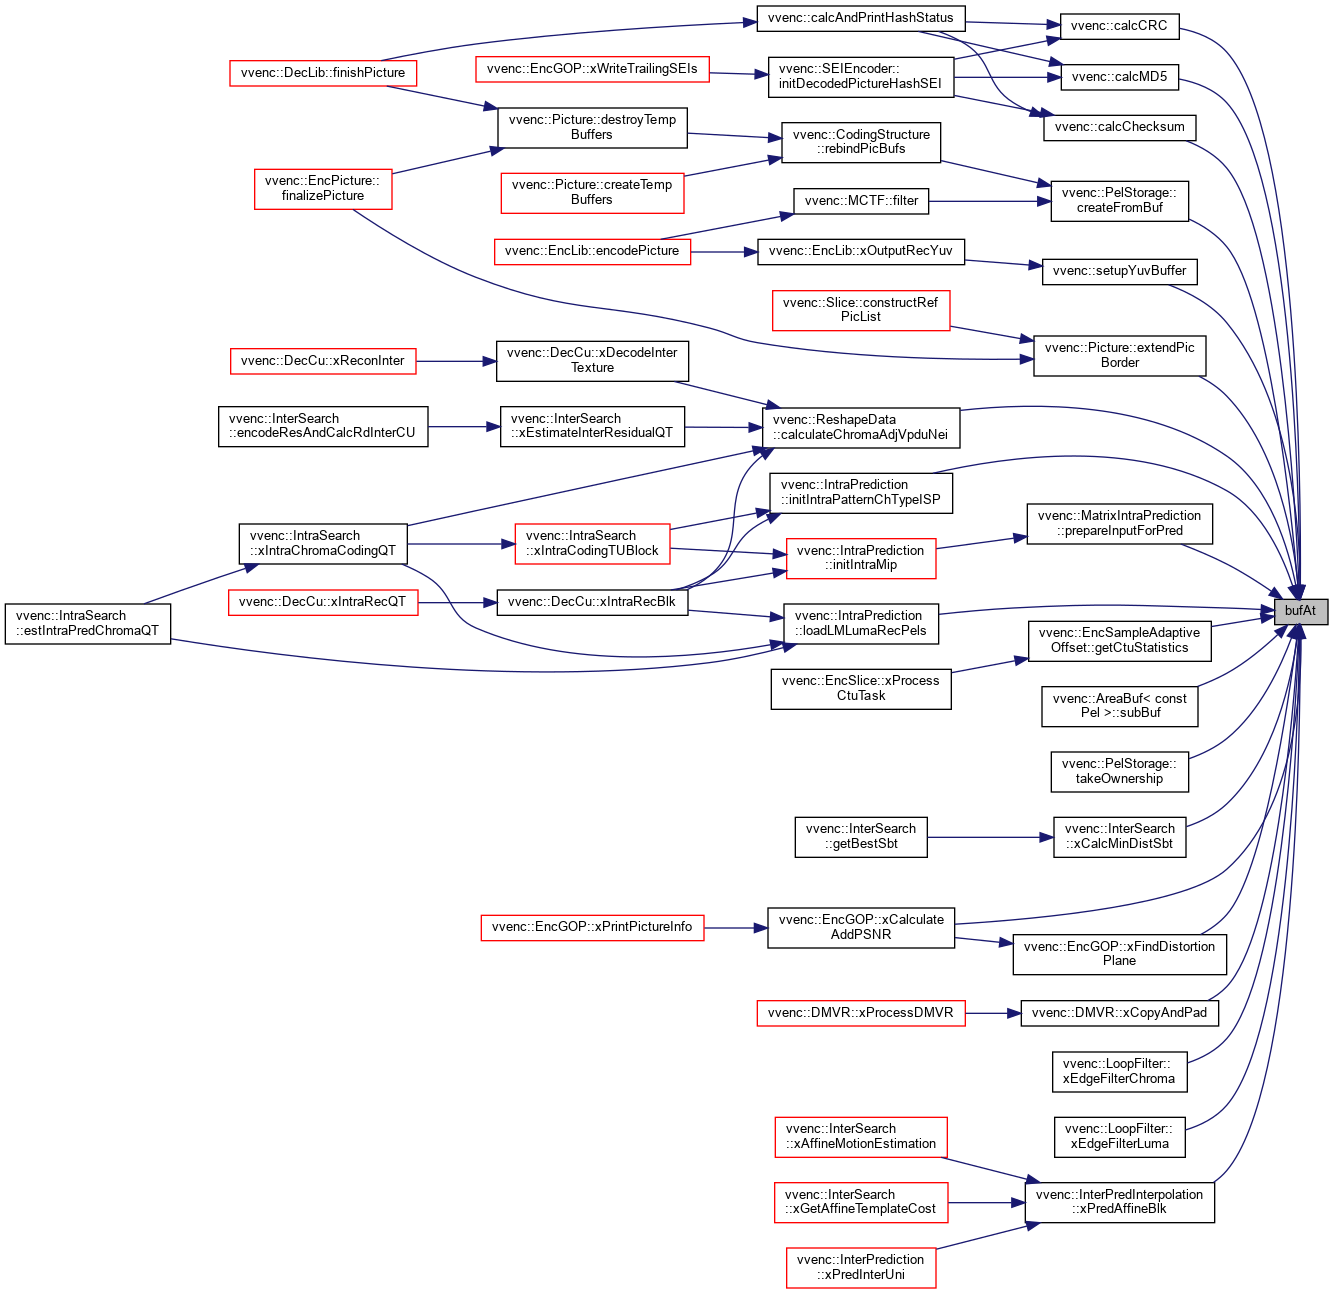 vvenc::calcAndPrintHashStatus
vvenc::calcCRC
vvenc::DecLib::finishPicture
vvenc::EncGOP::xWriteTrailingSEIs
vvenc::SEIEncoder::
initDecodedPictureHashSEI
vvenc::calcMD5
vvenc::Picture::destroyTemp
Buffers
vvenc::CodingStructure
::rebindPicBufs
vvenc::calcChecksum
vvenc::EncPicture::
finalizePicture
vvenc::Picture::createTemp
Buffers
vvenc::MCTF::filter
vvenc::PelStorage::
createFromBuf
vvenc::EncLib::encodePicture
vvenc::EncLib::xOutputRecYuv
vvenc::setupYuvBuffer
vvenc::Slice::constructRef
PicList
vvenc::Picture::extendPic
Border
vvenc::DecCu::xReconInter
vvenc::DecCu::xDecodeInter
Texture
vvenc::InterSearch
::encodeResAndCalcRdInterCU
vvenc::InterSearch
::xEstimateInterResidualQT
vvenc::ReshapeData
::calculateChromaAdjVpduNei
vvenc::IntraPrediction
::initIntraPatternChTypeISP
vvenc::MatrixIntraPrediction
::prepareInputForPred
vvenc::IntraSearch
::xIntraChromaCodingQT
vvenc::IntraSearch
::xIntraCodingTUBlock
vvenc::IntraPrediction
::initIntraMip
vvenc::IntraSearch
::estIntraPredChromaQT
vvenc::DecCu::xIntraRecQT
vvenc::DecCu::xIntraRecBlk
vvenc::IntraPrediction
::loadLMLumaRecPels
bufAt
vvenc::EncSampleAdaptive
Offset::getCtuStatistics
vvenc::EncSlice::xProcess
CtuTask
vvenc::AreaBuf< const
Pel >::subBuf
vvenc::PelStorage::
takeOwnership
vvenc::InterSearch
::getBestSbt
vvenc::InterSearch
::xCalcMinDistSbt
vvenc::EncGOP::xPrintPictureInfo
vvenc::EncGOP::xCalculate
AddPSNR
vvenc::EncGOP::xFindDistortion
Plane
vvenc::DMVR::xProcessDMVR
vvenc::DMVR::xCopyAndPad
vvenc::LoopFilter::
xEdgeFilterChroma
vvenc::LoopFilter::
xEdgeFilterLuma
vvenc::InterSearch
::xAffineMotionEstimation
vvenc::InterSearch
::xGetAffineTemplateCost
vvenc::InterPredInterpolation
::xPredAffineBlk
vvenc::InterPrediction
::xPredInterUni